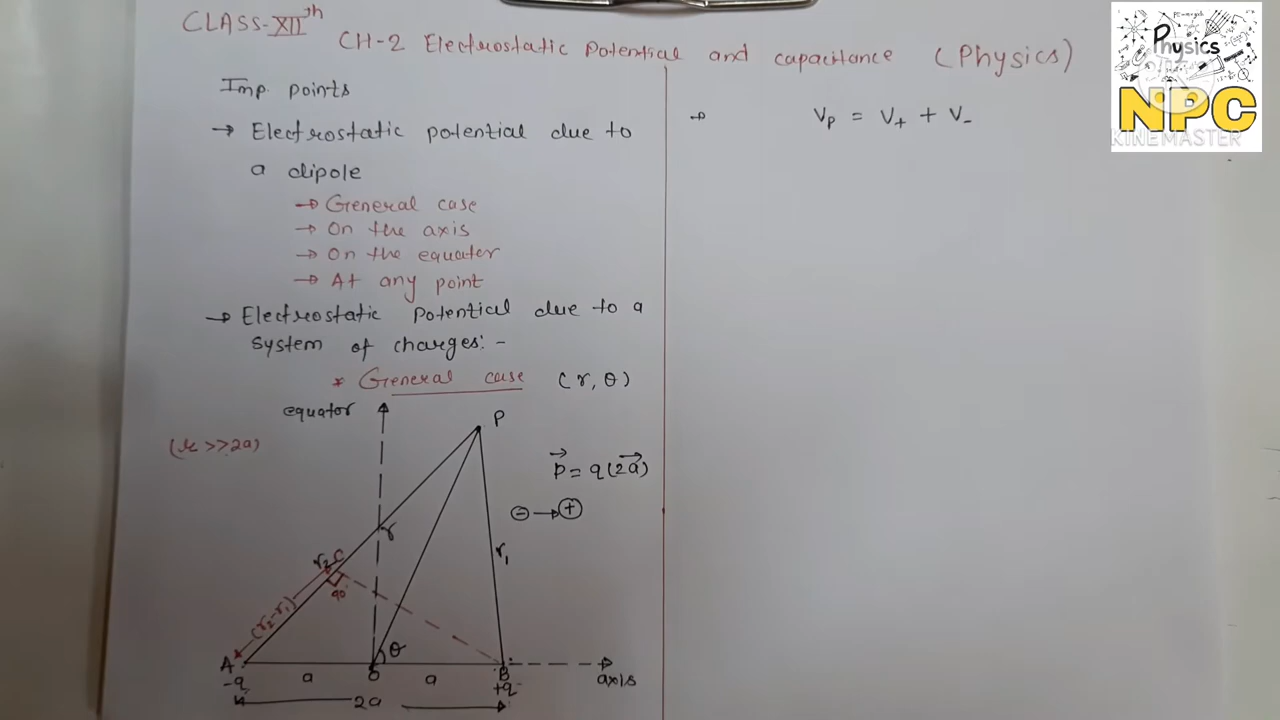 CLASS-XIIth
CH-2 Electrostatic Potential and capacitance (Physics)
Imp. points
→ Electrostatic potential due to
a dipole
→ General case
→ On the axis
→ On the equator
→ At any point
→ Electrostatic Potential due to a
system of charges:-
* General case (r, θ)
equator
(r >> 2a)
P
p = q(2a)
⊖ → ⊕
r
r₂ C
r₁
90°
(r₂-r₁)
θ
A O B axis
-q a a +q
2a
→ Vp = V₊ + V₋
Physics
NPC
KINEMASTER